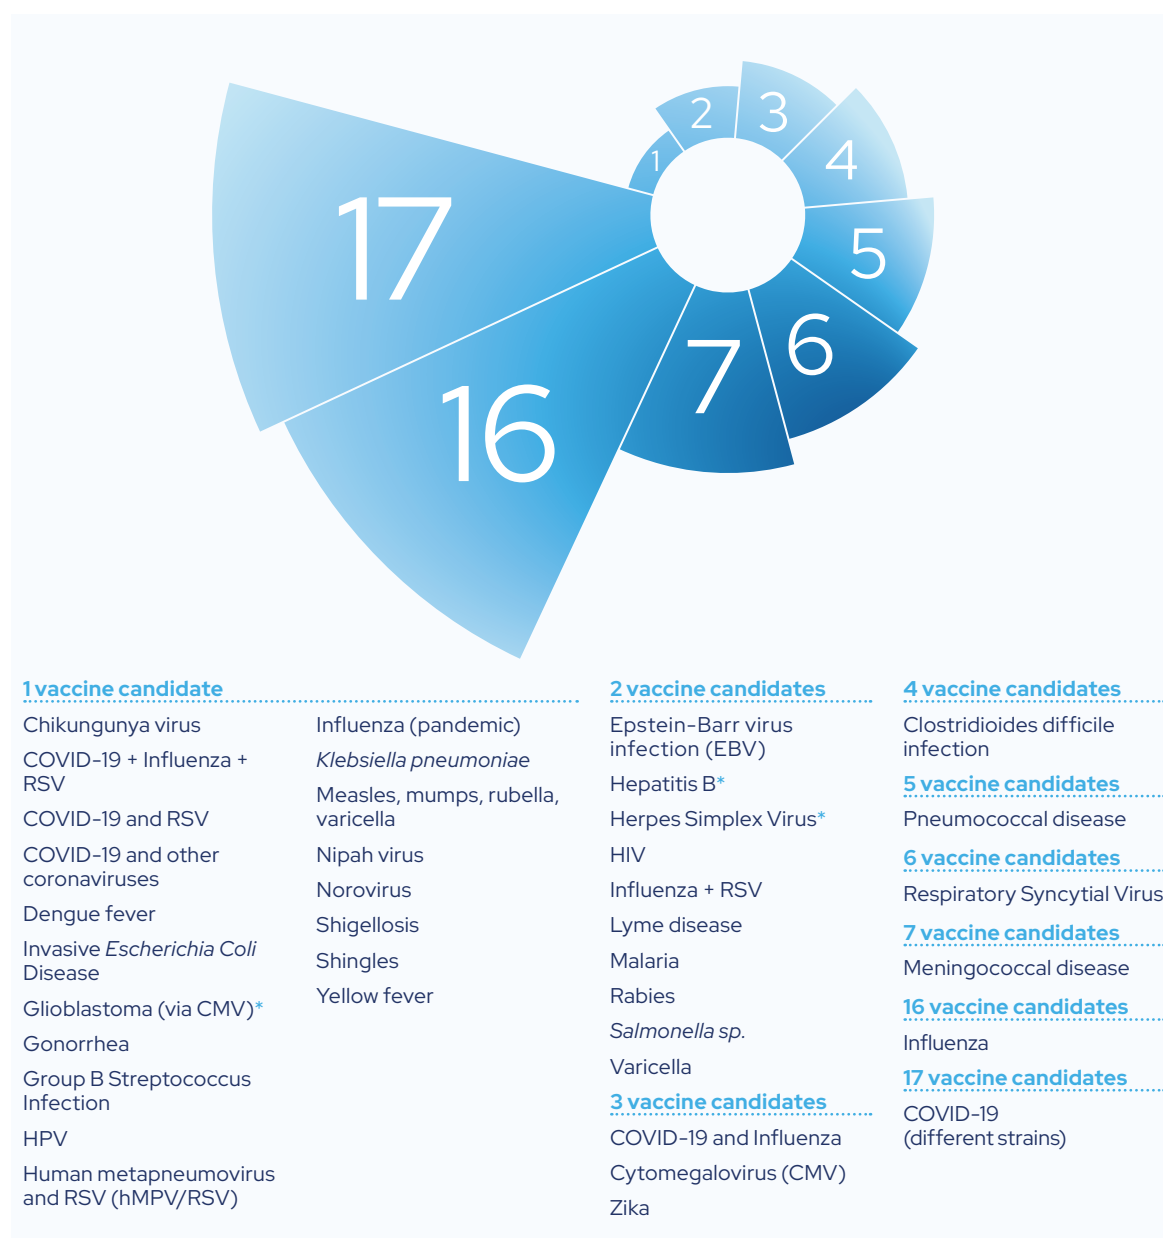 1
2
3
4
5
6
7
16
17
1 vaccine candidate
Chikungunya virus
COVID-19 + Influenza +
RSV
COVID-19 and RSV
COVID-19 and other
coronaviruses
Dengue fever
Invasive Escherichia Coli
Disease
Glioblastoma (via CMV)*
Gonorrhea
Group B Streptococcus
Infection
HPV
Human metapneumovirus
and RSV (hMPV/RSV)
Influenza (pandemic)
Klebsiella pneumoniae
Measles, mumps, rubella,
varicella
Nipah virus
Norovirus
Shigellosis
Shingles
Yellow fever
2 vaccine candidates
Epstein-Barr virus
infection (EBV)
Hepatitis B*
Herpes Simplex Virus*
HIV
Influenza + RSV
Lyme disease
Malaria
Rabies
Salmonella sp.
Varicella
3 vaccine candidates
COVID-19 and Influenza
Cytomegalovirus (CMV)
Zika
4 vaccine candidates
Clostridioides difficile
infection
5 vaccine candidates
Pneumococcal disease
6 vaccine candidates
Respiratory Syncytial Virus
7 vaccine candidates
Meningococcal disease
16 vaccine candidates
Influenza
17 vaccine candidates
COVID-19
(different strains)